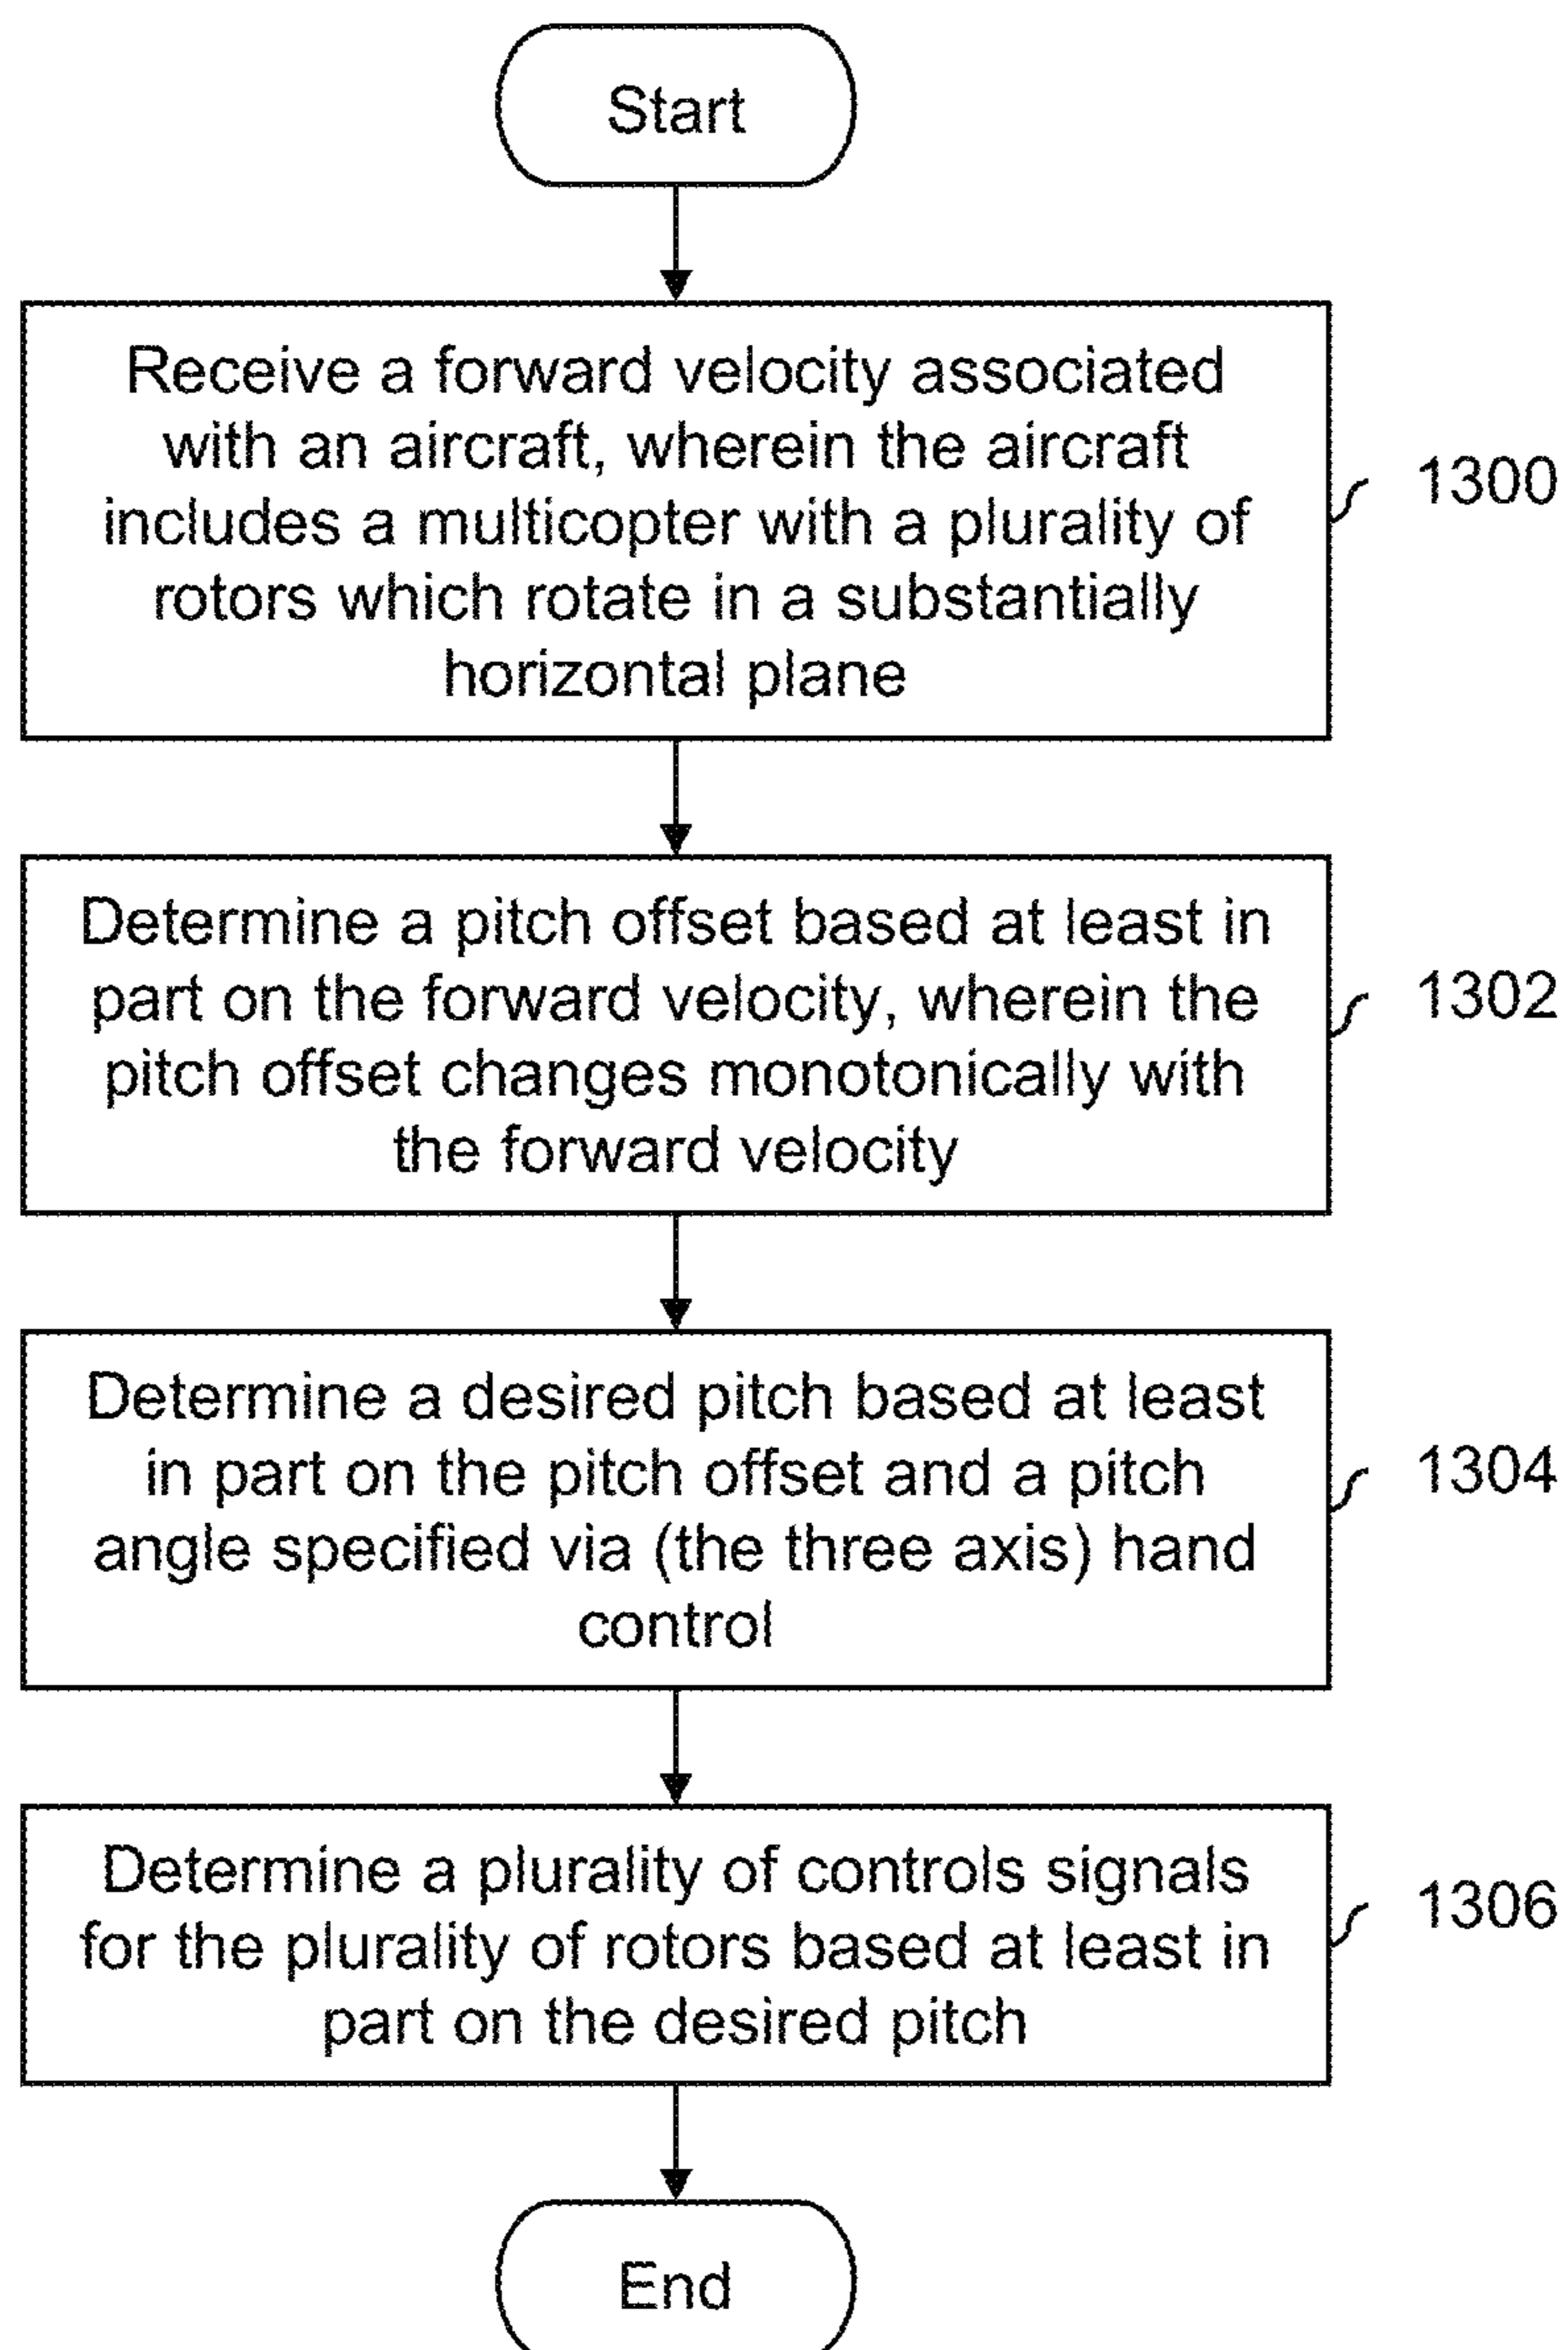 Start
Receive a forward velocity associated
with an aircraft, wherein the aircraft
includes a multicopter with a plurality of
rotors which rotate in a substantially
horizontal plane
1300
Determine a pitch offset based at least in
part on the forward velocity, wherein the
pitch offset changes monotonically with
the forward velocity
1302
Determine a desired pitch based at least
in part on the pitch offset and a pitch
angle specified via (the three axis) hand
control
1304
Determine a plurality of controls signals
for the plurality of rotors based at least in
part on the desired pitch
1306
End